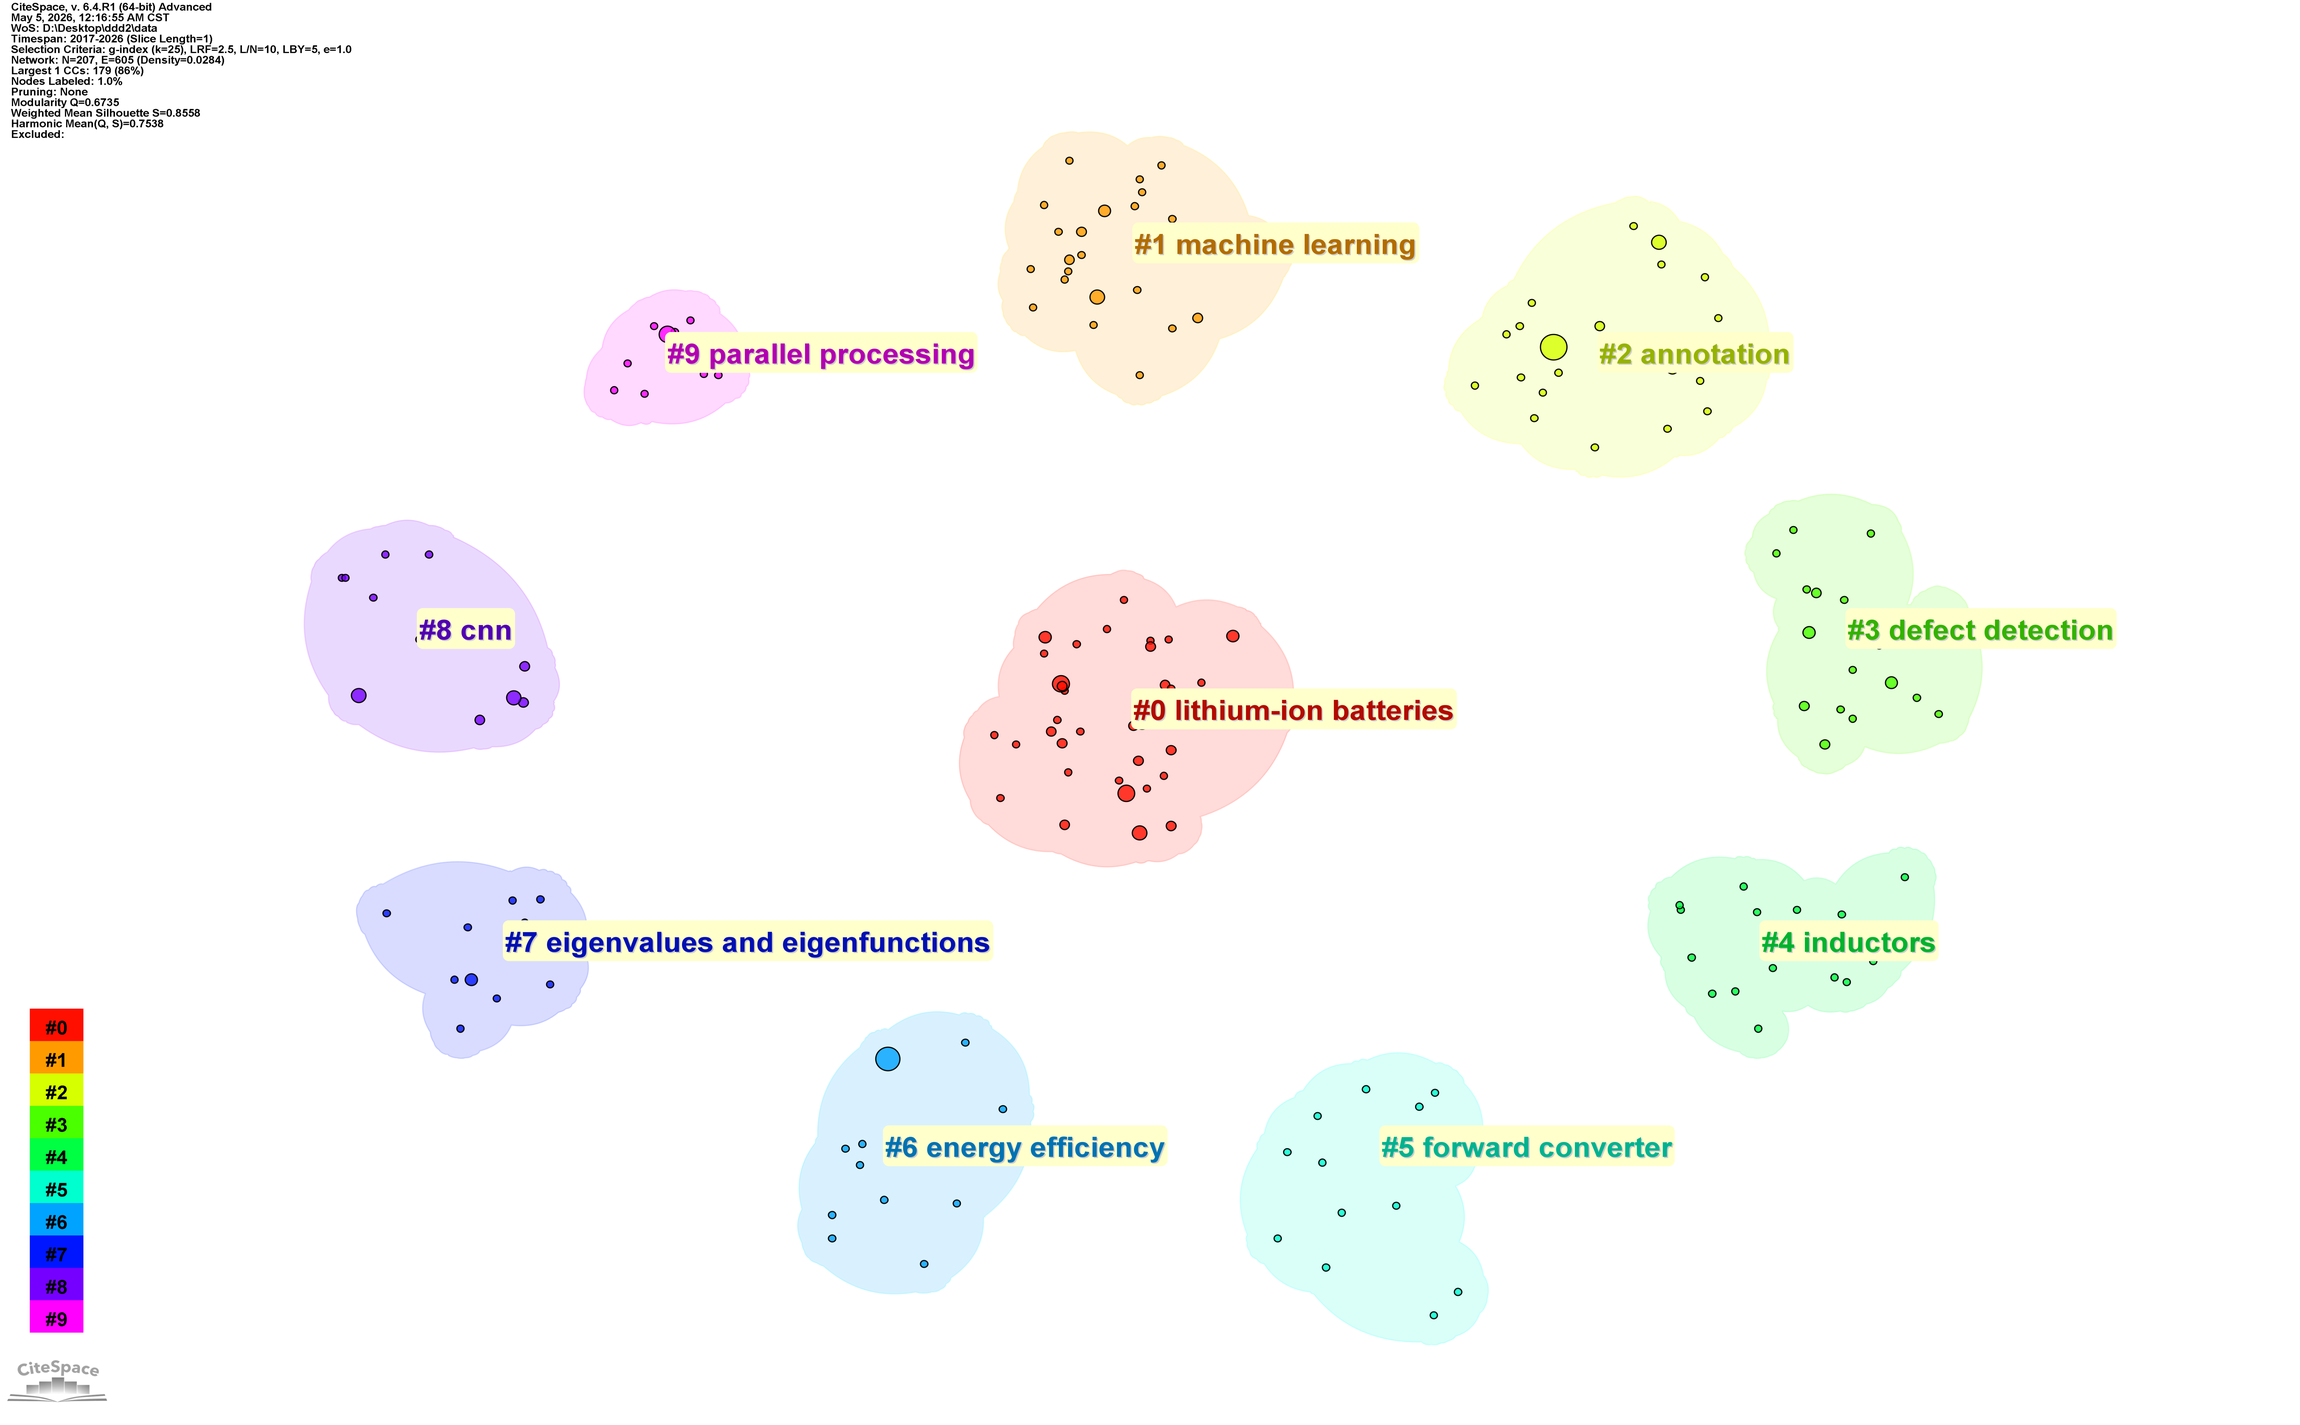 CiteSpace, v. 6.4.R1 (64-bit) Advanced
May 5, 2026, 12:16:55 AM CST
WoS: D:\Desktop\ddd2\data
Timespan: 2017-2026 (Slice Length=1)
Selection Criteria: g-index (k=25), LRF=2.5, L/N=10, LBY=5, e=1.0
Network: N=207, E=605 (Density=0.0284)
Largest 1 CCs: 179 (86%)
Nodes Labeled: 1.0%
Pruning: None
Modularity Q=0.6735
Weighted Mean Silhouette S=0.8558
Harmonic Mean(Q, S)=0.7538
Excluded:
#1 machine learning
#9 parallel processing
#2 annotation
#8 cnn
#3 defect detection
#0 lithium-ion batteries
#7 eigenvalues and eigenfunctions
#4 inductors
#6 energy efficiency
#5 forward converter
#0
#1
#2
#3
#4
#5
#6
#7
#8
#9
CiteSpace